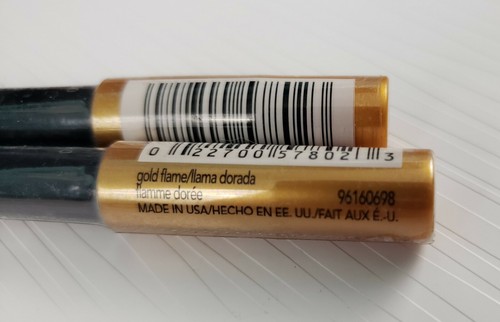 0 22700 57802 3
gold flame/llama dorada
flamme dorée 96160698
MADE IN USA/HECHO EN EE. UU./FAIT AUX É.-U.